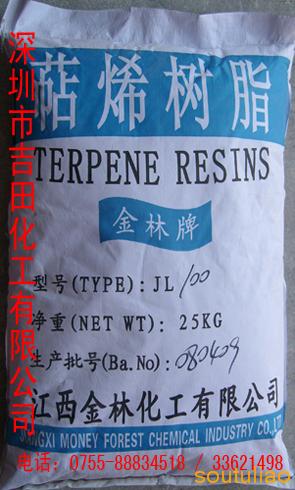 萜烯树脂
TERPENE RESINS
金林牌
型号(TYPE): JL 100
净重(NET WT): 25KG
生产批号(Ba.No): 080409
江西金林化工有限公司
JIANGXI MONEY FOREST CHEMICAL INDUSTRY CO.,LTD
深圳市吉田化工有限公司
电话: 0755-88834518 / 33621498
soutuliao